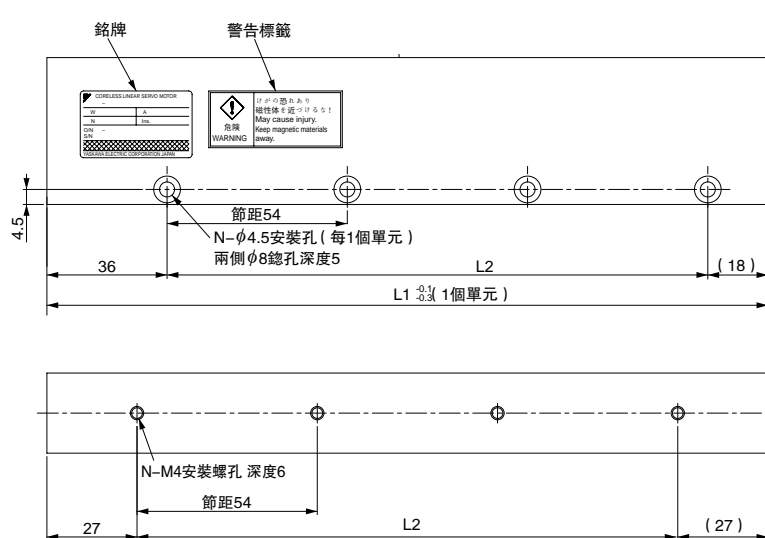 銘牌
警告標籤
CORELESS LINEAR SERVO MOTOR
–
W A
N Ins.
O/N –
S/N
YASKAWA ELECTRIC CORPORATION JAPAN
危険
WARNING
けがの恐れあり
磁性体を近づけるな!
May cause injury.
Keep magnetic materials
away.
4.5
節距54
N–ϕ4.5安裝孔(每1個單元)
兩側ϕ8鍃孔深度5
36
L2
(18)
L1 -0.1 -0.3(1個單元)
N–M4安裝螺孔 深度6
節距54
27
L2
(27)